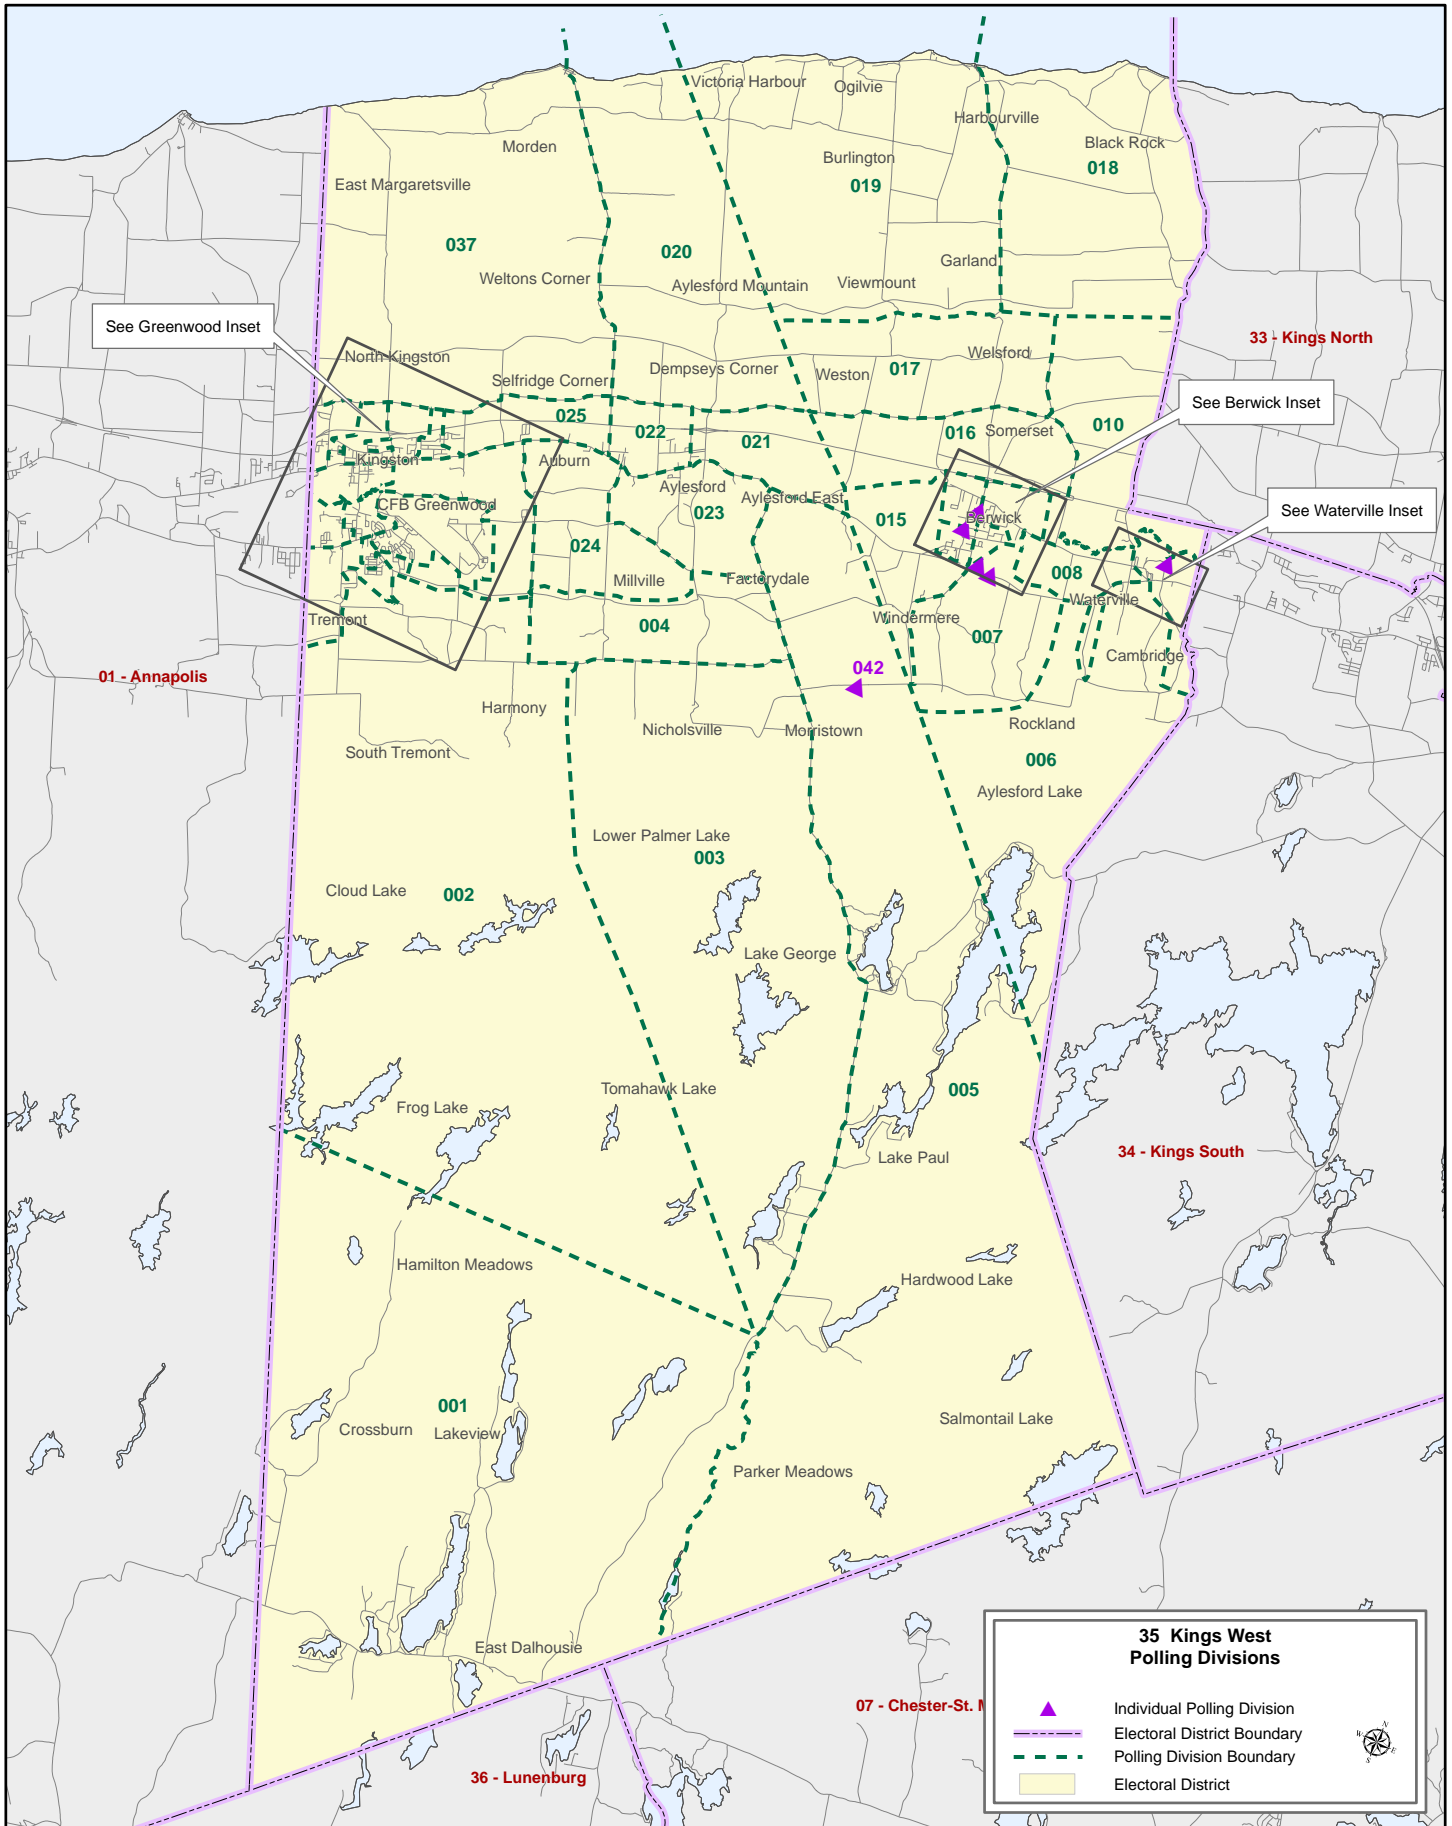 Victoria Harbour
Ogilvie
Harbourville
Morden
Black Rock
Burlington
018
East Margaretsville
019
037
020
Garland
Weltons Corner
Aylesford Mountain
Viewmount
See Greenwood Inset
33 - Kings North
North Kingston
Welsford
Dempseys Corner
Weston
017
Selfridge Corner
See Berwick Inset
025
022
021
016
Somerset
010
Kingston
Auburn
Aylesford
Aylesford East
CFB Greenwood
023
015
Berwick
See Waterville Inset
024
Millville
Factorydale
008
Waterville
Tremont
004
Windermere
007
Cambridge
01 - Annapolis
042
Harmony
Nicholsville
Morristown
Rockland
South Tremont
006
Aylesford Lake
Lower Palmer Lake
003
Cloud Lake
002
Lake George
Tomahawk Lake
005
Frog Lake
34 - Kings South
Lake Paul
Hamilton Meadows
Hardwood Lake
001
Crossburn
Lakeview
Salmontail Lake
Parker Meadows
East Dalhousie
07 - Chester-St. M
36 - Lunenburg
35 Kings West
Polling Divisions
Individual Polling Division
Electoral District Boundary
Polling Division Boundary
Electoral District
N
W
E
S